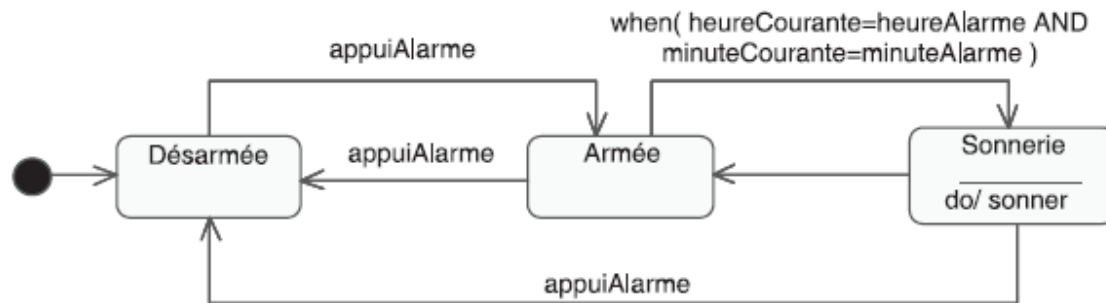 when( heureCourante=heureAlarme AND
minuteCourante=minuteAlarme )
appuiAlarme
Désarmée
appuiAlarme
Armée
Sonnerie
do/ sonner
appuiAlarme